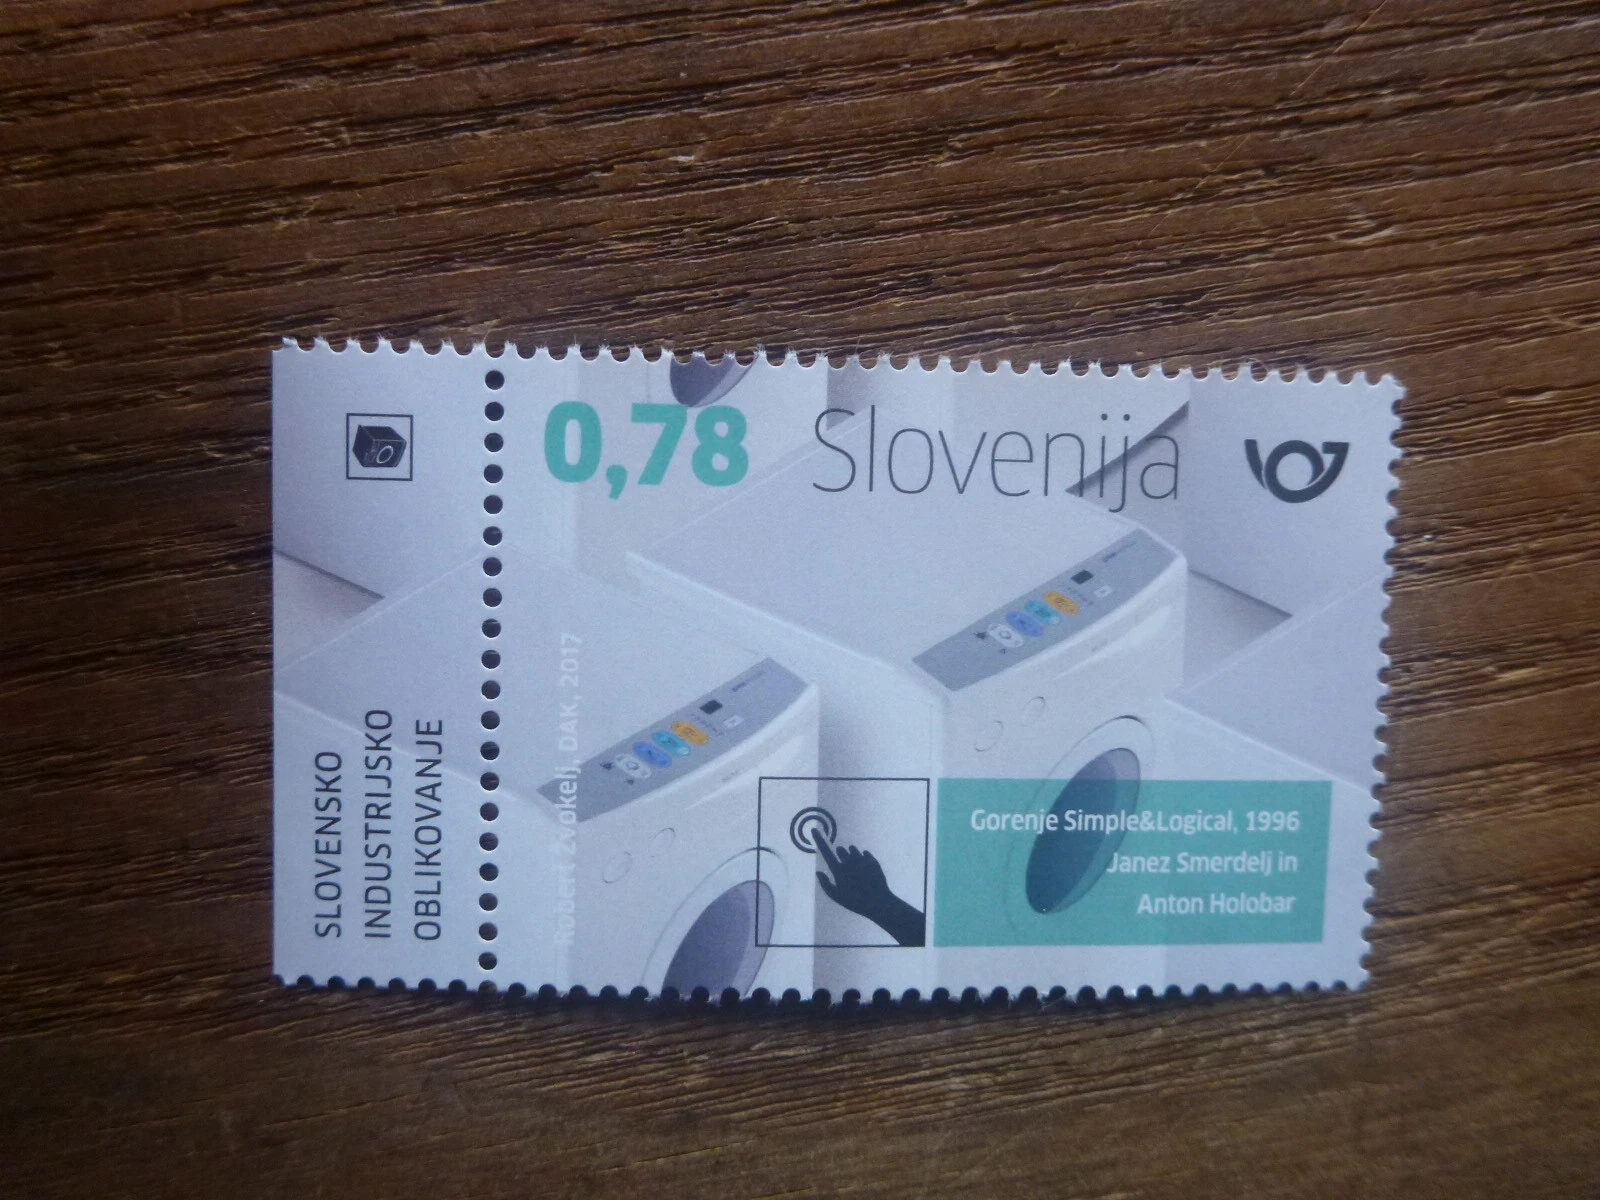 SLOVENSKO
INDUSTRIJSKO
OBLIKOVANJE
0,78 Slovenija
Robert Žvokelj, DAK, 2017
Gorenje Simple&Logical, 1996
Janez Smerdelj in
Anton Holobar